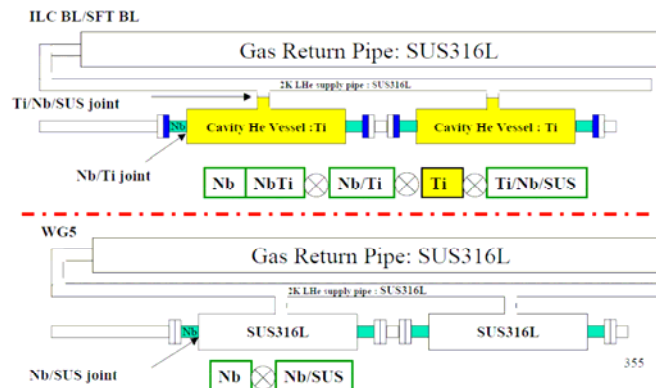 ILC BL/SFT BL
Gas Return Pipe: SUS316L
2K LHe supply pipe : SUS316L
Ti/Nb/SUS joint
Nb
Cavity He Vessel :Ti
Cavity He Vessel : Ti
Nb/Ti joint
Nb NbTi Nb/Ti Ti Ti/Nb/SUS
WG5
Gas Return Pipe: SUS316L
2K LHe supply pipe : SUS316L
Nb
SUS316L
SUS316L
Nb/SUS joint
355
Nb Nb/SUS